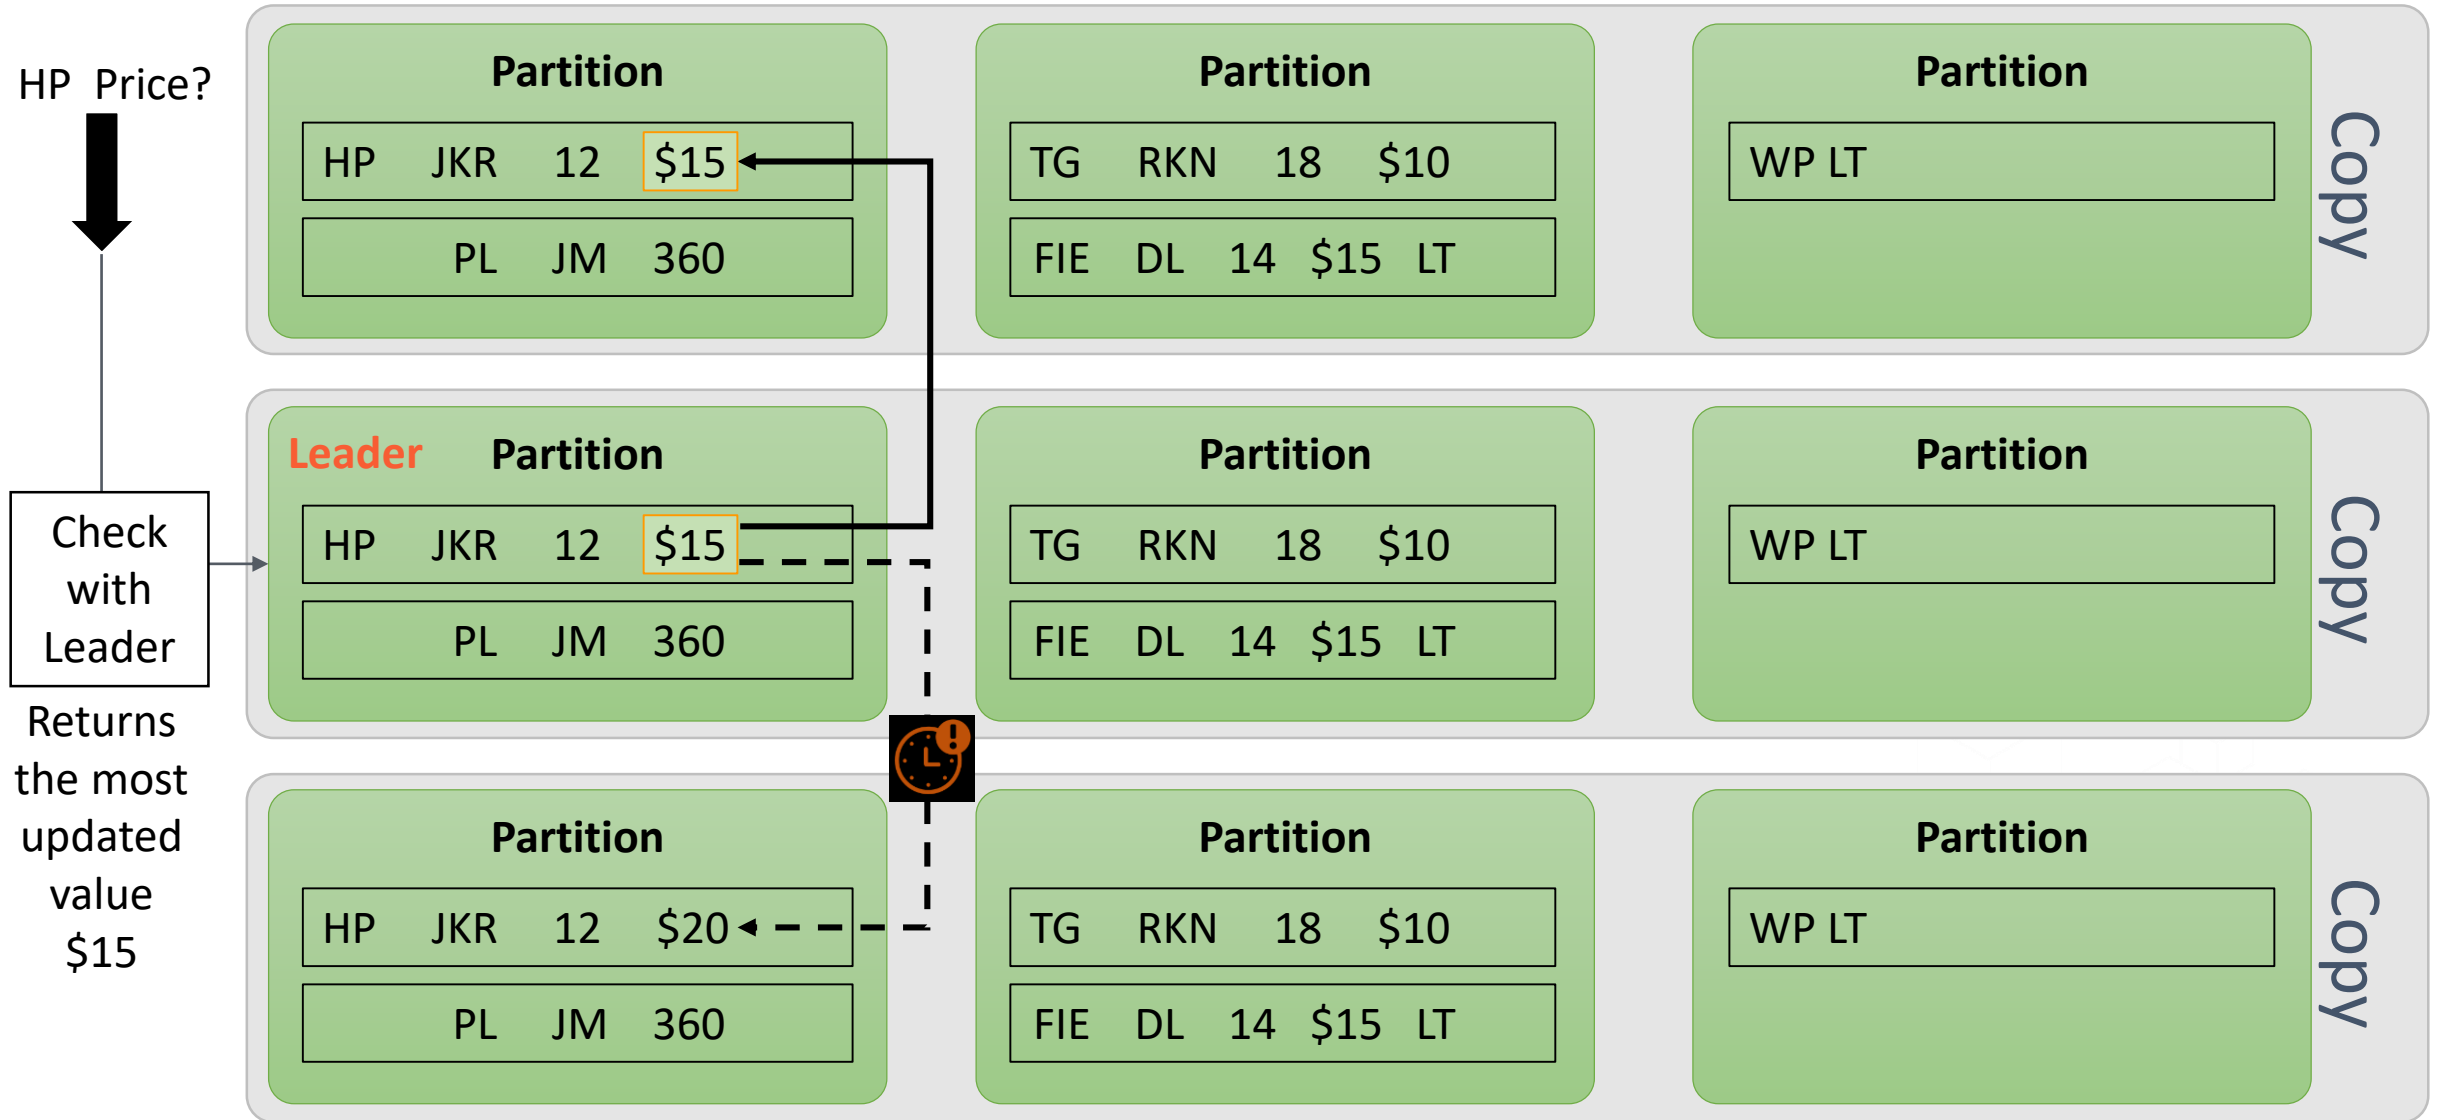 HP Price?
Partition
HP JKR 12 $15
PL JM 360
Partition
TG RKN 18 $10
FIE DL 14 $15 LT
Partition
WP LT
Copy
Check
with
Leader
Returns
the most
updated
value
$15
Leader Partition
HP JKR 12 $15
PL JM 360
Partition
TG RKN 18 $10
FIE DL 14 $15 LT
Partition
WP LT
Copy
Partition
HP JKR 12 $20
PL JM 360
Partition
TG RKN 18 $10
FIE DL 14 $15 LT
Partition
WP LT
Copy